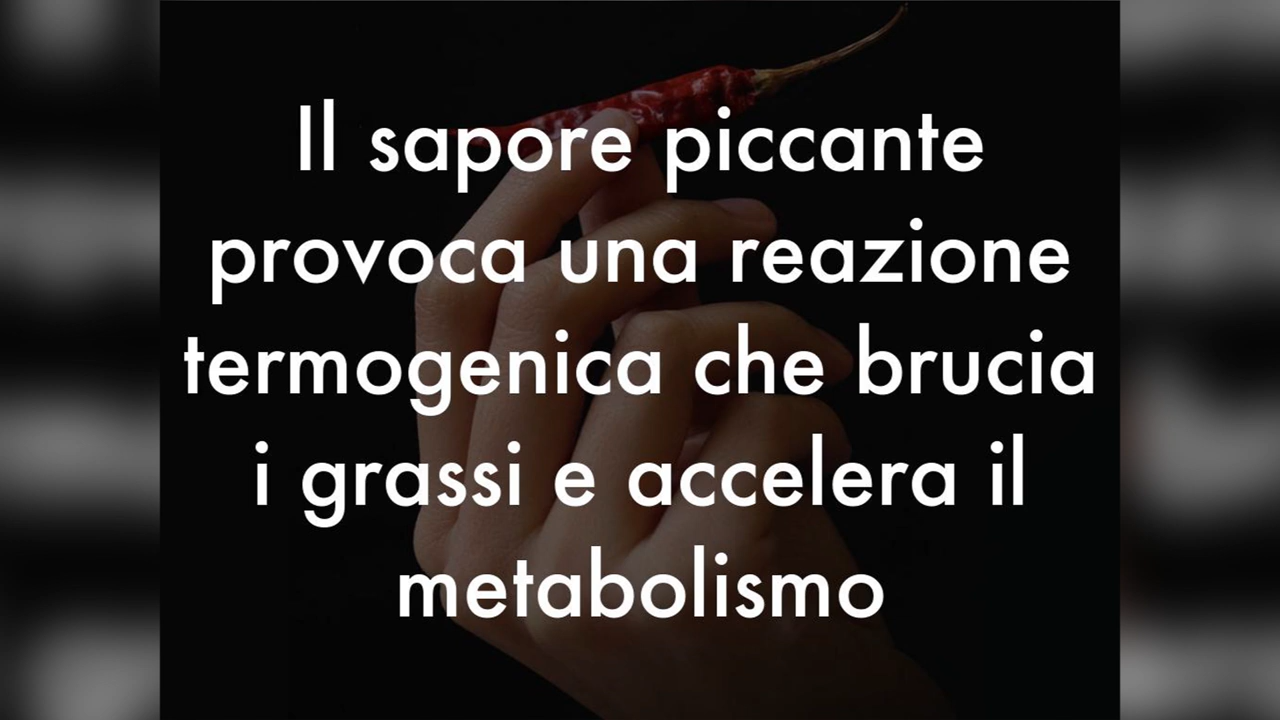 Il sapore piccante
provoca una reazione
termogenica che brucia
i grassi e accelera il
metabolismo